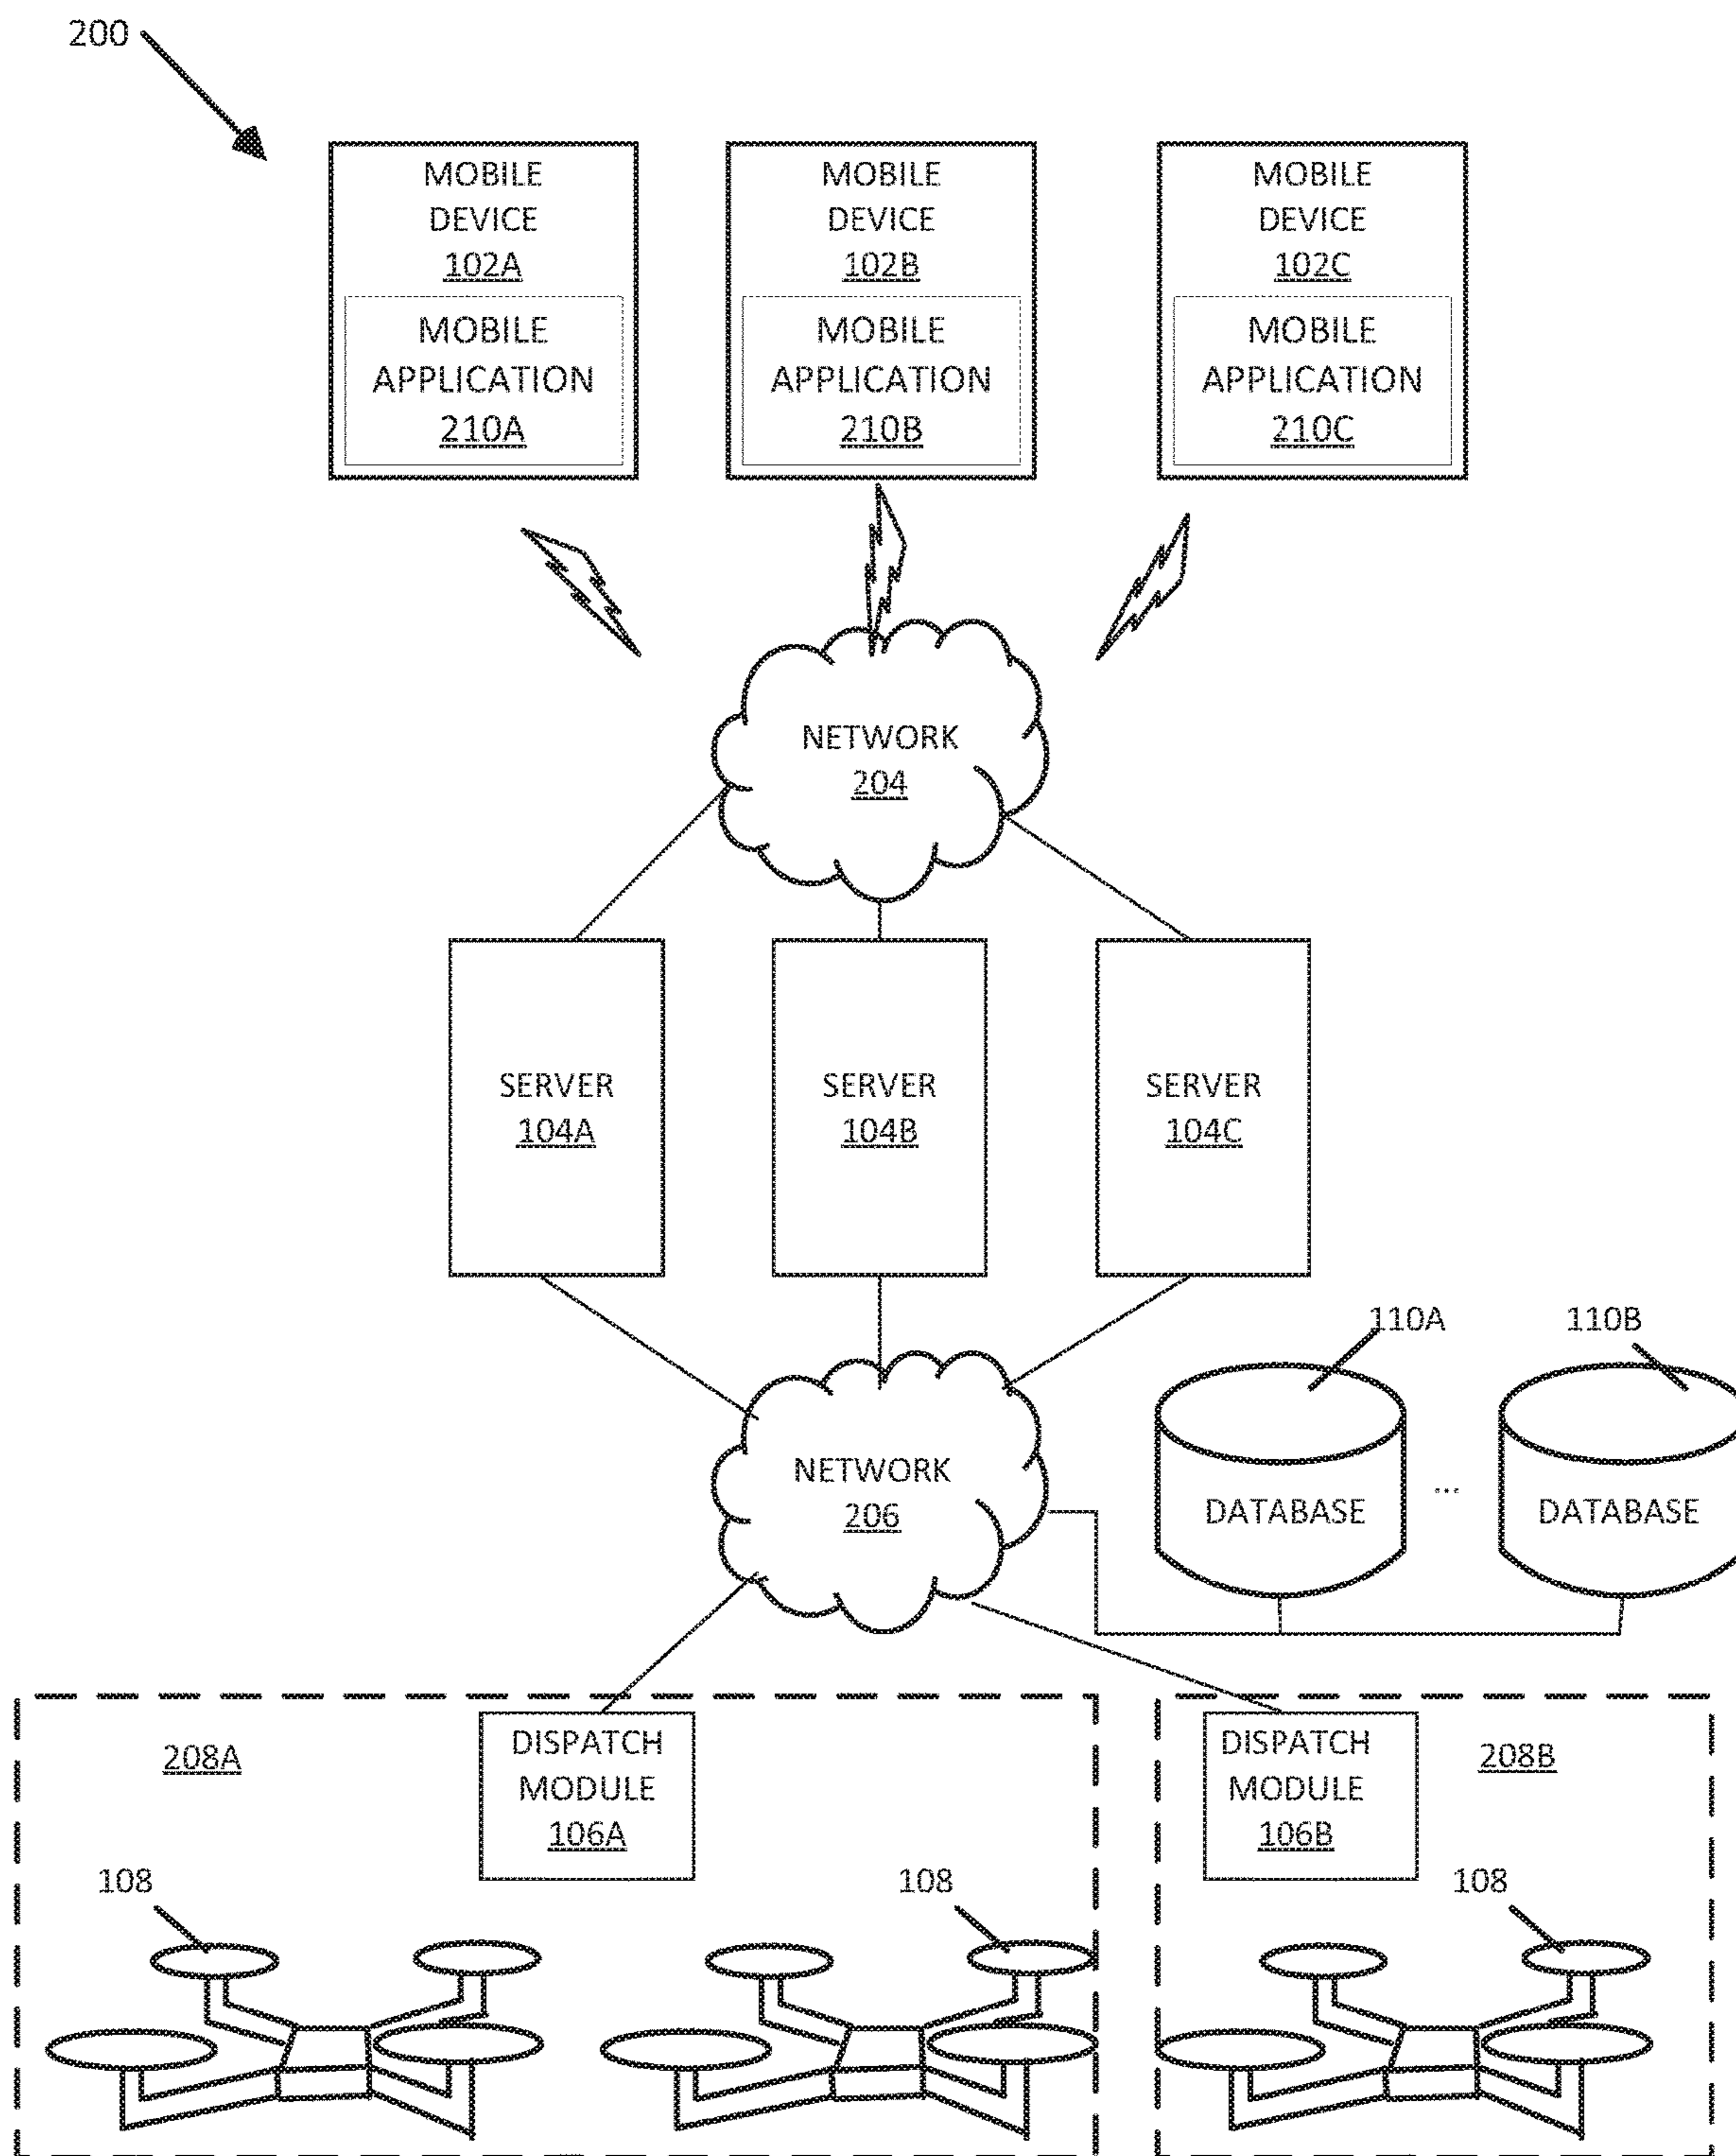 200
MOBILE
DEVICE
102A
MOBILE
APPLICATION
210A
MOBILE
DEVICE
102B
MOBILE
APPLICATION
210B
MOBILE
DEVICE
102C
MOBILE
APPLICATION
210C
NETWORK
204
SERVER
104A
SERVER
104B
SERVER
104C
110A
110B
NETWORK
206
DATABASE
...
DATABASE
208A
DISPATCH
MODULE
106A
DISPATCH
MODULE
106B
208B
108
108
108